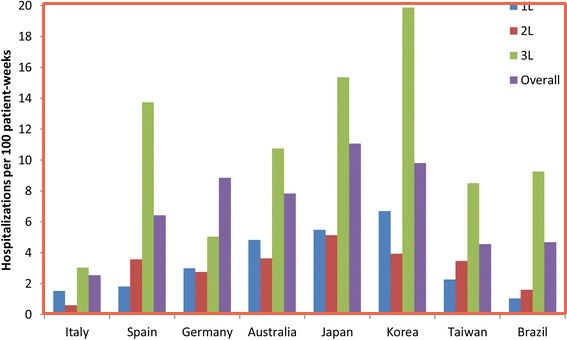 Hospitalizations per 100 patient-weeks
20
18
16
14
12
10
8
6
4
2
0
1L
2L
3L
Overall
Italy Spain Germany Australia Japan Korea Taiwan Brazil